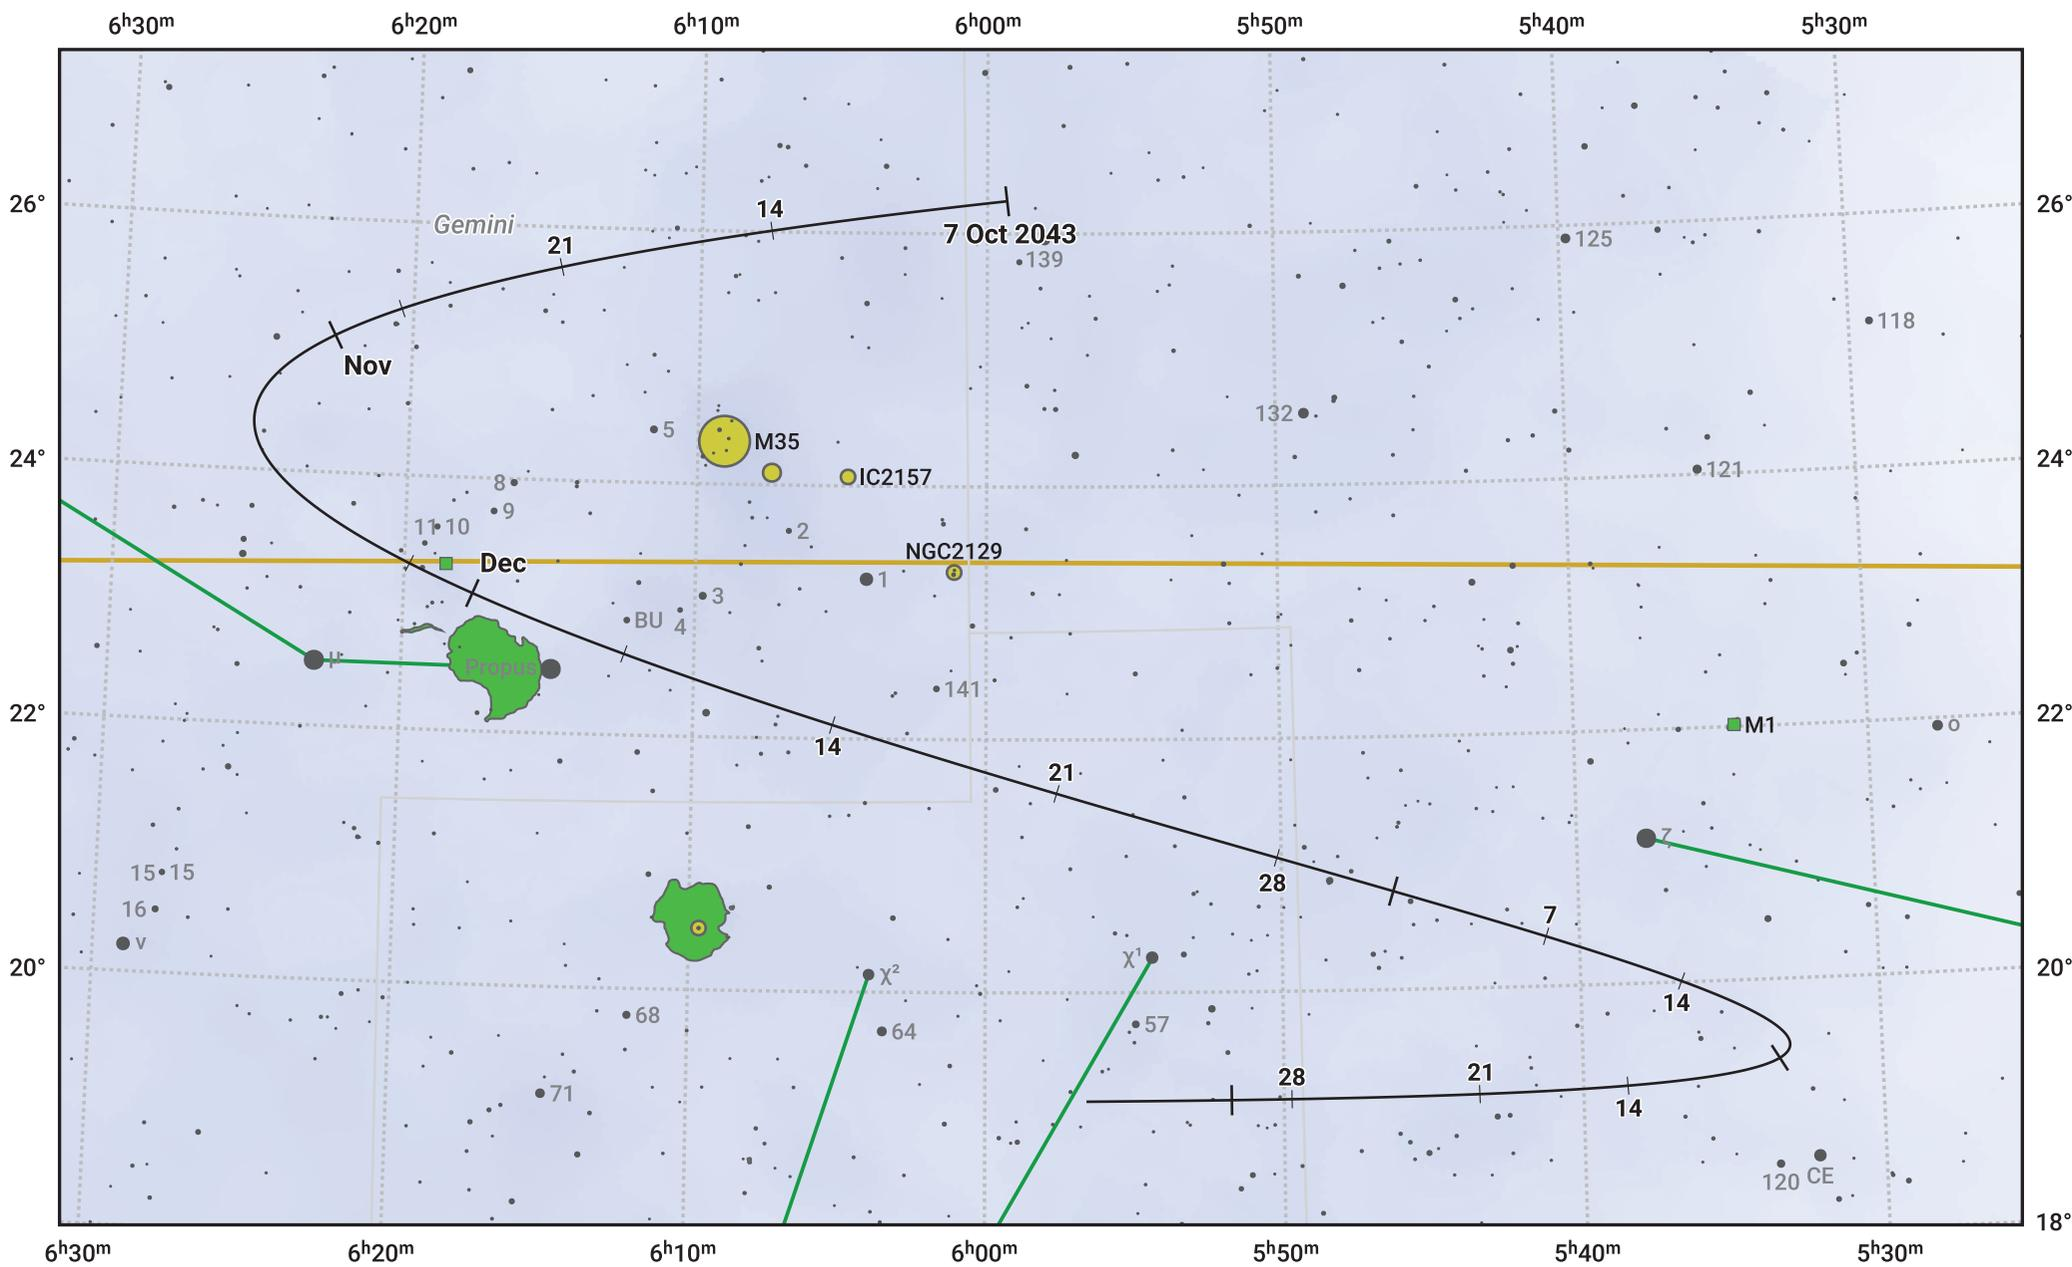 6h30m 6h20m 6h10m 6h00m 5h50m 5h40m 5h30m
26° 26°
14
Gemini
7 Oct 2043
125
21
139
118
Nov
132
5
M35
24° 24°
IC2157
121
8
9
11 10
2
NGC2129
Dec
1
3
BU 4
μ
Propus
141
22° 22°
M1
ο
14
21
ζ
15 15
28
16
7
ν
χ1
20° 20°
χ2
14
68
57
64
28
21
71
14
120 CE
18°
6h30m 6h20m 6h10m 6h00m 5h50m 5h40m 5h30m